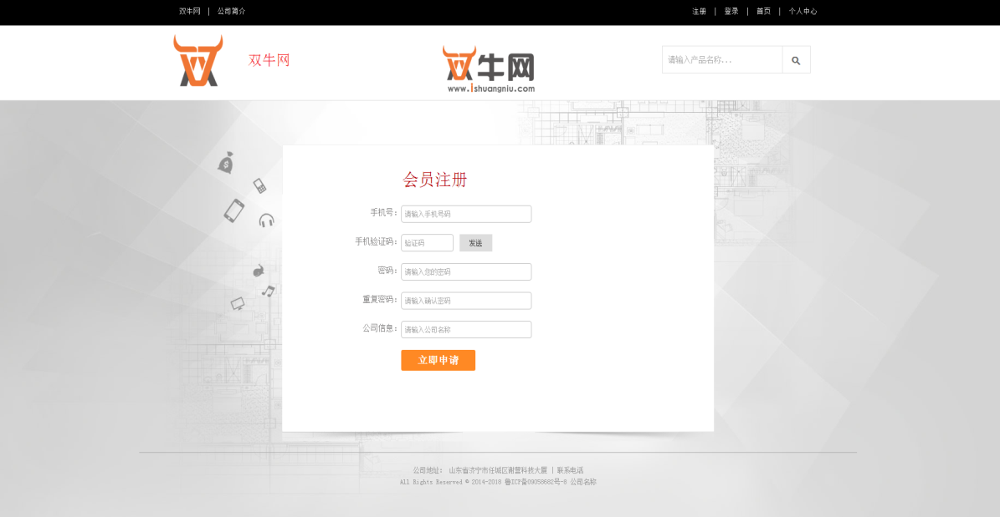 双牛网 | 公司简介
注册 | 登录 | 首页 | 个人中心
双牛网
双牛网
www.ishuangniu.com
请输入产品名称...
会员注册
手机号: 请输入手机号码
手机验证码: 验证码 发送
密码: 请输入您的密码
重复密码: 请输入确认密码
公司信息: 请输入公司名称
立即申请
公司地址: 山东省济宁市任城区谢营科技大厦 | 联系电话
All Rights Reserved © 2014-2018 鲁ICP备09059682号-8 公司名称